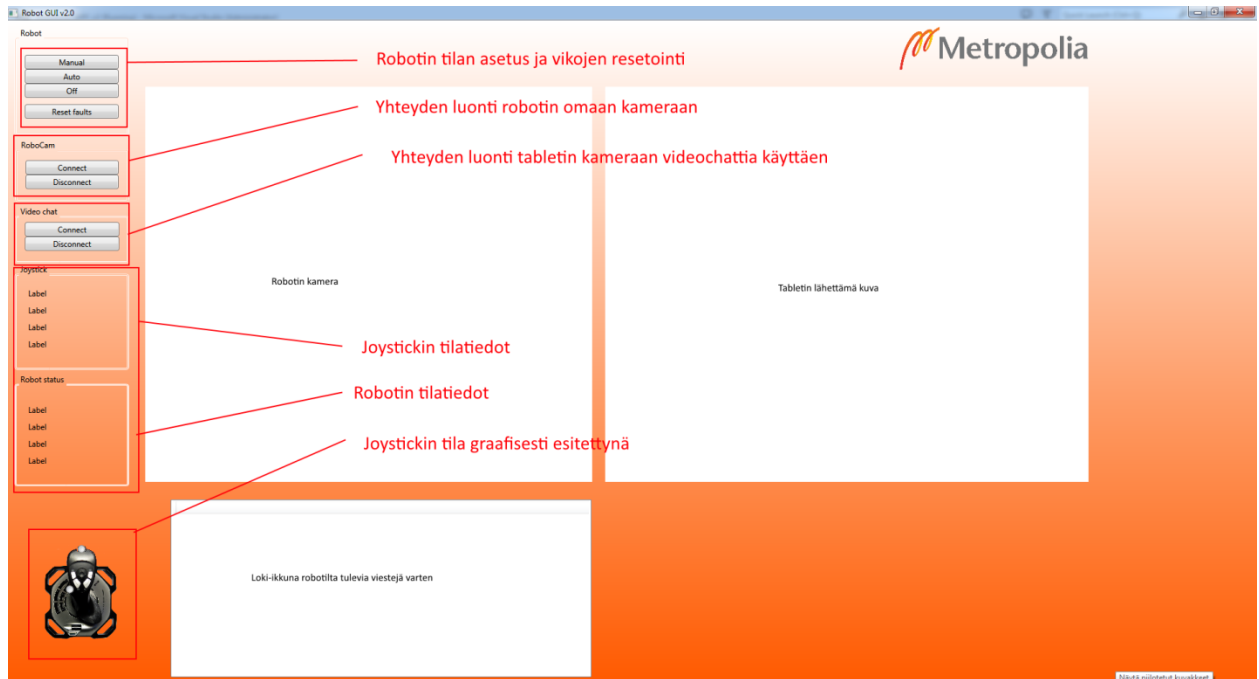 Robot GUI v2.0
Robot
Manual
Auto
Off
Reset faults
Robotin tilan asetus ja vikojen resetointi
Metropolia
Yhteyden luonti robotin omaan kameraan
RoboCam
Connect
Disconnect
Yhteyden luonti tabletin kameraan videochattia käyttäen
Video chat
Connect
Disconnect
Joystick
Label
Label
Label
Label
Robotin kamera
Tabletin lähettämä kuva
Joystickin tilatiedot
Robot status
Label
Label
Label
Label
Robotin tilatiedot
Joystickin tila graafisesti esitettynä
Loki-ikkuna robotilta tulevia viestejä varten
Näytä piilotetut kuvakkeet